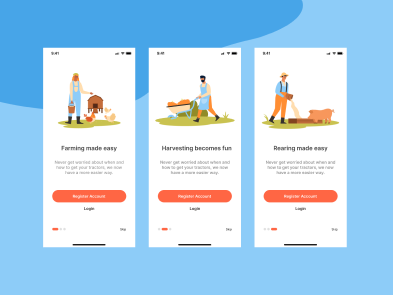 9:41
Farming made easy
Never get worried about when and
how to get your tractors, we now
have a more easier way.
Register Account
Login
Skip
9:41
Harvesting becomes fun
Never get worried about when and
how to get your tractors, we now
have a more easier way.
Register Account
Login
Skip
9:41
Rearing made easy
Never get worried about when and
how to get your tractors, we now
have a more easier way.
Register Account
Login
Skip